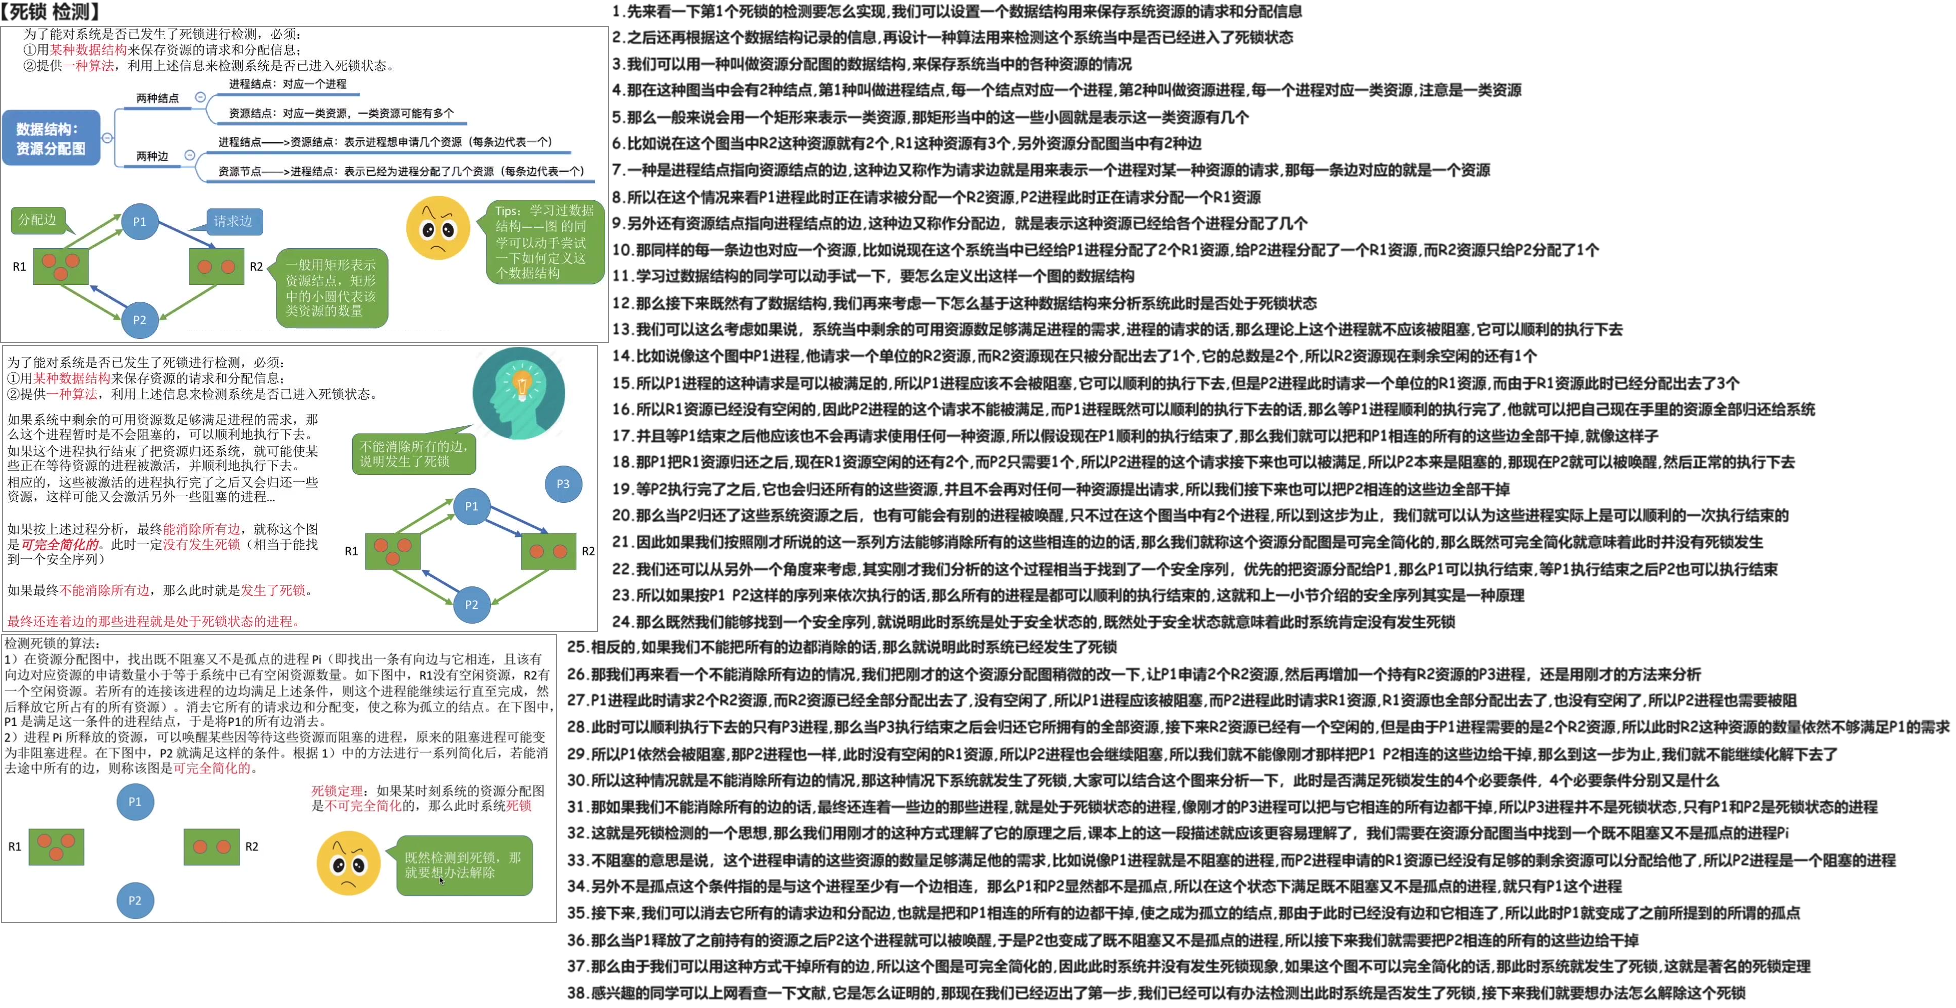 【死锁 检测】
为了能对系统是否已发生了死锁进行检测，必须：
①用某种数据结构来保存资源的请求和分配信息；
②提供一种算法，利用上述信息来检测系统是否已进入死锁状态。
数据结构：
资源分配图
两种结点
进程结点：对应一个进程
资源结点：对应一类资源，一类资源可能有多个
两种边
进程结点——>资源结点：表示进程想申请几个资源（每条边代表一个）
资源节点——>进程结点：表示已经为进程分配了几个资源（每条边代表一个）
分配边
P1
请求边
R1
R2
P2
一般用矩形表示
资源结点，矩形
中的小圆代表该
类资源的数量
Tips：学习过数据
结构——图 的同
学可以动手尝试
一下如何定义这
个数据结构
为了能对系统是否已发生了死锁进行检测，必须：
①用某种数据结构来保存资源的请求和分配信息；
②提供一种算法，利用上述信息来检测系统是否已进入死锁状态。
如果系统中剩余的可用资源数足够满足进程的需求，那
么这个进程暂时是不会阻塞的，可以顺利地执行下去。
如果这个进程执行结束了把资源归还系统，就可能使某
些正在等待资源的进程被激活，并顺利地执行下去。
相应的，这些被激活的进程执行完了之后又会归还一些
资源，这样可能又会激活另外一些阻塞的进程...
如果按上述过程分析，最终能消除所有边，就称这个图
是可完全简化的。此时一定没有发生死锁（相当于能找
到一个安全序列）
如果最终不能消除所有边，那么此时就是发生了死锁。
最终还连着边的那些进程就是处于死锁状态的进程。
不能消除所有的边，
说明发生了死锁
P3
P1
R1
R2
P2
检测死锁的算法：
1）在资源分配图中，找出既不阻塞又不是孤点的进程 Pi（即找出一条有向边与它相连，且该有
向边对应资源的申请数量小于等于系统中已有空闲资源数量。如下图中，R1没有空闲资源，R2有
一个空闲资源。若所有的连接该进程的边均满足上述条件，则这个进程能继续运行直至完成，然
后释放它所占有的所有资源）。消去它所有的请求边和分配变，使之称为孤立的结点。在下图中，
P1 是满足这一条件的进程结点，于是将P1的所有边消去。
2）进程 Pi 所释放的资源，可以唤醒某些因等待这些资源而阻塞的进程，原来的阻塞进程可能变
为非阻塞进程。在下图中，P2 就满足这样的条件。根据 1）中的方法进行一系列简化后，若能消
去途中所有的边，则称该图是可完全简化的。
P1
R1
R2
P2
死锁定理：如果某时刻系统的资源分配图
是不可完全简化的，那么此时系统死锁
既然检测到死锁，那
就要想办法解除
1.先来看一下第1个死锁的检测要怎么实现,我们可以设置一个数据结构用来保存系统资源的请求和分配信息
2.之后还再根据这个数据结构记录的信息,再设计一种算法用来检测这个系统当中是否已经进入了死锁状态
3.我们可以用一种叫做资源分配图的数据结构,来保存系统当中的各种资源的情况
4.那在这种图当中会有2种结点,第1种叫做进程结点,每一个结点对应一个进程,第2种叫做资源进程,每一个进程对应一类资源,注意是一类资源
5.那么一般来说会用一个矩形来表示一类资源,那矩形当中的这一些小圆就是表示这一类资源有几个
6.比如说在这个图当中R2这种资源就有2个,R1这种资源有3个,另外资源分配图当中有2种边
7.一种是进程结点指向资源结点的边,这种边又称作为请求边就是用来表示一个进程对某一种资源的请求,那每一条边对应的就是一个资源
8.所以在这个情况来看P1进程此时正在请求被分配一个R2资源,P2进程此时正在请求分配一个R1资源
9.另外还有资源结点指向进程结点的边,这种边又称作分配边，就是表示这种资源已经给各个进程分配了几个
10.那同样的每一条边也对应一个资源,比如说现在这个系统当中已经给P1进程分配了2个R1资源,给P2进程分配了一个R1资源,而R2资源只给P2分配了1个
11.学习过数据结构的同学可以动手试一下，要怎么定义出这样一个图的数据结构
12.那么接下来既然有了数据结构,我们再来考虑一下怎么基于这种数据结构来分析系统此时是否处于死锁状态
13.我们可以这么考虑如果说，系统当中剩余的可用资源数足够满足进程的需求,进程的请求的话,那么理论上这个进程就不应该被阻塞,它可以顺利的执行下去
14.比如说像这个图中P1进程,他请求一个单位的R2资源,而R2资源现在只被分配出去了1个,它的总数是2个,所以R2资源现在剩余空闲的还有1个
15.所以P1进程的这种请求是可以被满足的,所以P1进程应该不会被阻塞,它可以顺利的执行下去,但是P2进程此时请求一个单位的R1资源,而由于R1资源此时已经分配出去了3个
16.所以R1资源已经没有空闲的,因此P2进程的这个请求不能被满足,而P1进程既然可以顺利的执行下去的话,那么等P1进程顺利的执行完了,他就可以把自己现在手里的资源全部归还给系统
17.并且等P1结束之后他应该也不会再请求使用任何一种资源,所以假设现在P1顺利的执行结束了,那么我们就可以把和P1相连的所有的这些边全部干掉,就像这样子
18.那P1把R1资源归还之后,现在R1资源空闲的还有2个,而P2只需要1个,所以P2进程的这个请求接下来也可以被满足,所以P2本来是阻塞的,那现在P2就可以被唤醒,然后正常的执行下去
19.等P2执行完了之后,它也会归还所有的这些资源,并且不会再对任何一种资源提出请求,所以我们接下来也可以把P2相连的这些边全部干掉
20.那么当P2归还了这些系统资源之后，也有可能会有别的进程被唤醒,只不过在这个图当中有2个进程,所以到这步为止，我们就可以认为这些进程实际上是可以顺利的一次执行结束的
21.因此如果我们按照刚才所说的这一系列方法能够消除所有的这些相连的边的话,那么我们就称这个资源分配图是可完全简化的,那么既然可完全简化就意味着此时并没有死锁发生
22.我们还可以从另外一个角度来考虑,其实刚才我们分析的这个过程相当于找到了一个安全序列，优先的把资源分配给P1,那么P1可以执行结束,等P1执行结束之后P2也可以执行结束
23.所以如果按P1 P2这样的序列来依次执行的话,那么所有的进程是都可以顺利的执行结束的,这就和上一小节介绍的安全序列其实是一种原理
24.那么既然我们能够找到一个安全序列,就说明此时系统是处于安全状态的,既然处于安全状态就意味着此时系统肯定没有发生死锁
25.相反的,如果我们不能把所有的边都消除的话,那么就说明此时系统已经发生了死锁
26.那我们再来看一个不能消除所有边的情况,我们把刚才的这个资源分配图稍微的改一下,让P1申请2个R2资源,然后再增加一个持有R2资源的P3进程，还是用刚才的方法来分析
27.P1进程此时请求2个R2资源,而R2资源已经全部分配出去了,没有空闲了,所以P1进程应该被阻塞,而P2进程此时请求R1资源,R1资源也全部分配出去了,也没有空闲了,所以P2进程也需要被阻
28.此时可以顺利执行下去的只有P3进程,那么当P3执行结束之后会归还它所拥有的全部资源,接下来R2资源已经有一个空闲的,但是由于P1进程需要的是2个R2资源,所以此时R2这种资源的数量依然不够满足P1的需求
29.所以P1依然会被阻塞,那P2进程也一样,此时没有空闲的R1资源,所以P2进程也会继续阻塞,所以我们就不能像刚才那样把P1 P2相连的这些边给干掉,那么到这一步为止,我们就不能继续化解下去了
30.所以这种情况就是不能消除所有边的情况,那这种情况下系统就发生了死锁,大家可以结合这个图来分析一下，此时是否满足死锁发生的4个必要条件，4个必要条件分别又是什么
31.那如果我们不能消除所有的边的话,最终还连着一些边的那些进程,就是处于死锁状态的进程,像刚才的P3进程可以把与它相连的所有边都干掉,所以P3进程并不是死锁状态,只有P1和P2是死锁状态的进程
32.这就是死锁检测的一个思想,那么我们用刚才的这种方式理解了它的原理之后,课本上的这一段描述就应该更容易理解了，我们需要在资源分配图当中找到一个既不阻塞又不是孤点的进程Pi
33.不阻塞的意思是说，这个进程申请的这些资源的数量足够满足他的需求,比如说像P1进程就是不阻塞的进程,而P2进程申请的R1资源已经没有足够的剩余资源可以分配给他了,所以P2进程是一个阻塞的进程
34.另外不是孤点这个条件指的是与这个进程至少有一个边相连，那么P1和P2显然都不是孤点,所以在这个状态下满足既不阻塞又不是孤点的进程,就只有P1这个进程
35.接下来,我们可以消去它所有的请求边和分配边,也就是把和P1相连的所有的边都干掉,使之成为孤立的结点,那由于此时已经没有边和它相连了,所以此时P1就变成了之前所提到的所谓的孤点
36.那么当P1释放了之前持有的资源之后P2这个进程就可以被唤醒,于是P2也变成了既不阻塞又不是孤点的进程,所以接下来我们就需要把P2相连的所有的这些边给干掉
37.那么由于我们可以用这种方式干掉所有的边,所以这个图是可完全简化的,因此此时系统并没有发生死锁现象,如果这个图不可以完全简化的话,那此时系统就发生了死锁,这就是著名的死锁定理
38.感兴趣的同学可以上网看查一下文献,它是怎么证明的,那现在我们已经迈出了第一步,我们已经可以有办法检测出此时系统是否发生了死锁,接下来我们就要想办法怎么解除这个死锁